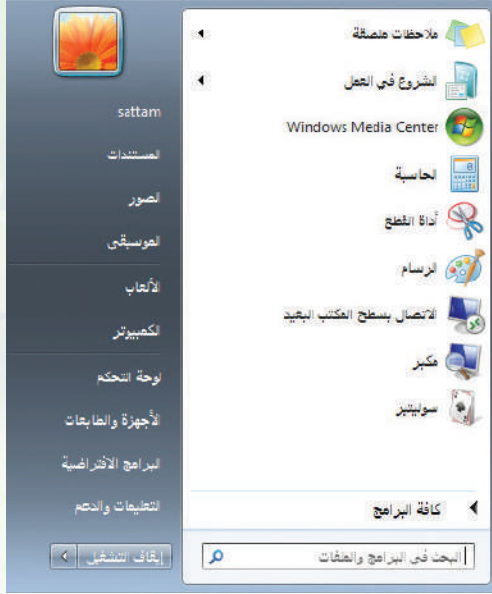 ملاحظات ملصقة
الشروع في العمل
Windows Media Center
الحاسبة
أداة القطع
الرسام
الاتصال بسطح المكتب البعيد
مكبر
سوليتير
كافة البرامج
البحث في البرامج والملفات
sattam
المستندات
الصور
الموسيقى
الألعاب
الكمبيوتر
لوحة التحكم
الأجهزة والطابعات
البرامج الافتراضية
التعليمات والدعم
إيقاف التشغيل